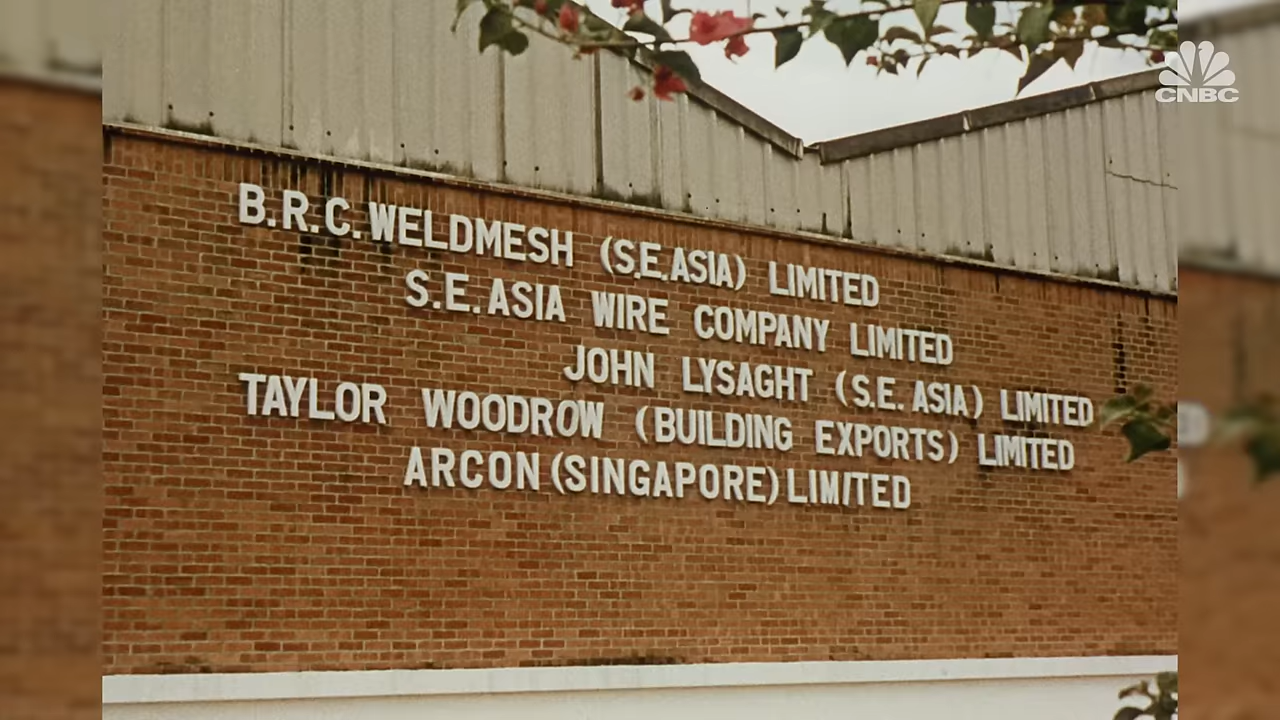 CNBC
B.R.C. WELDMESH (S.E.ASIA) LIMITED
S.E.ASIA WIRE COMPANY LIMITED
JOHN LYSAGHT (S.E. ASIA) LIMITED
TAYLOR WOODROW (BUILDING EXPORTS) LIMITED
ARCON (SINGAPORE) LIMITED